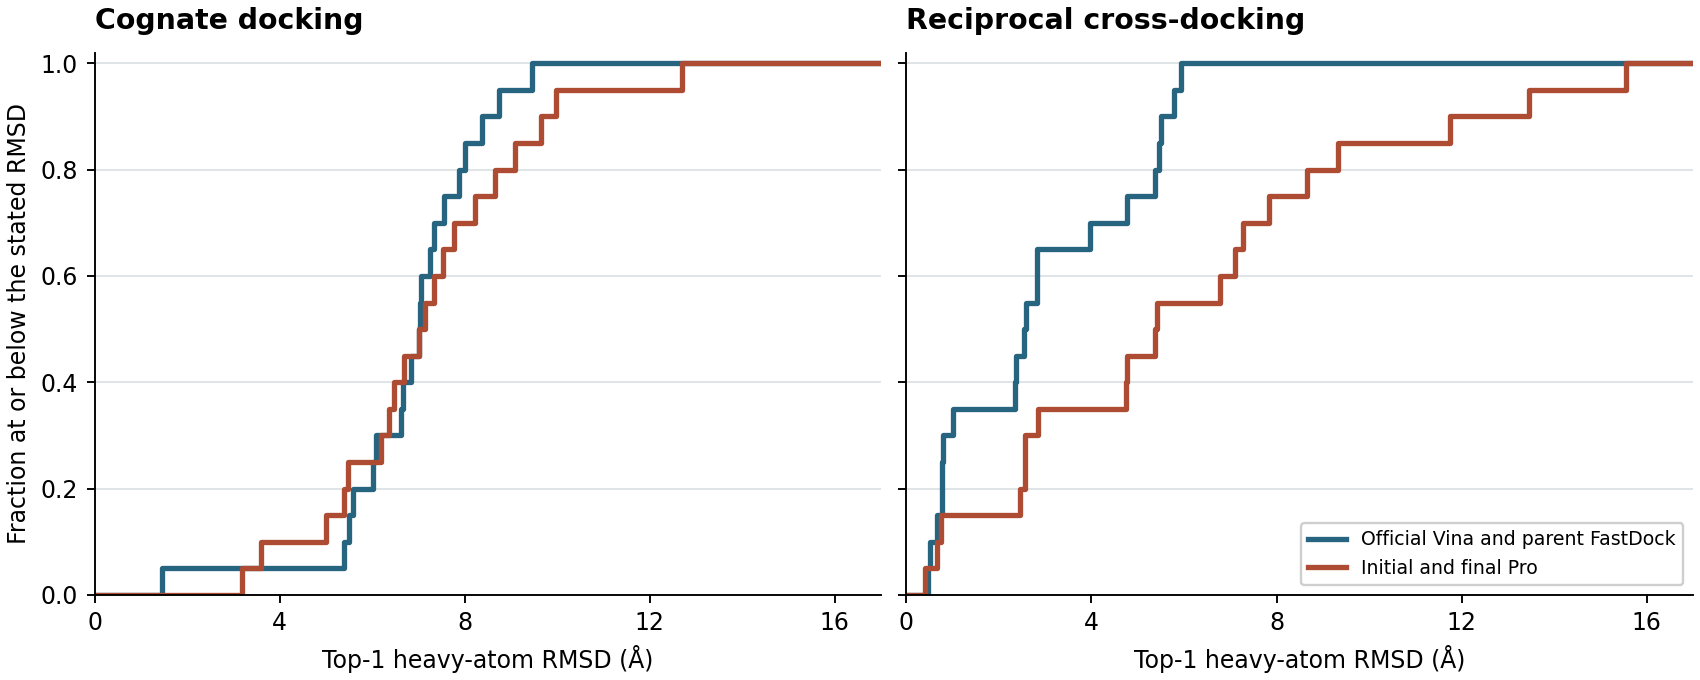 Cognate docking
Reciprocal cross-docking
Fraction at or below the stated RMSD
1.0
0.8
0.6
0.4
0.2
0.0
0
4
8
12
16
0
4
8
12
16
Top-1 heavy-atom RMSD (Å)
Top-1 heavy-atom RMSD (Å)
Official Vina and parent FastDock
Initial and final Pro